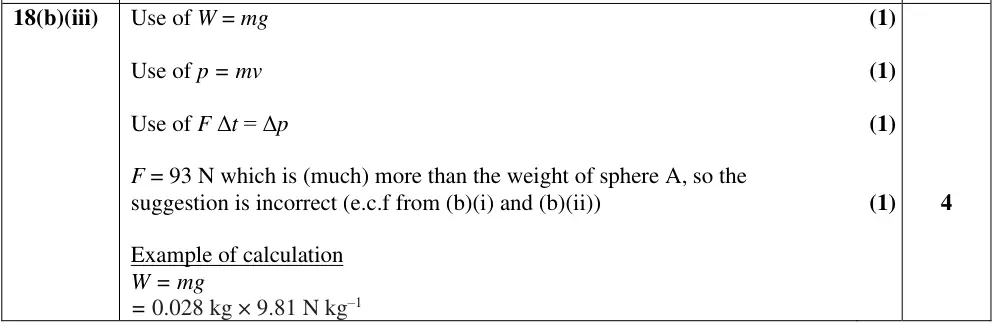 18(b)(iii) Use of W = mg (1)
Use of p = mv (1)
Use of F Δt = Δp (1)
F = 93 N which is (much) more than the weight of sphere A, so the
suggestion is incorrect (e.c.f from (b)(i) and (b)(ii)) (1) 4
Example of calculation
W = mg
= 0.028 kg × 9.81 N kg⁻¹